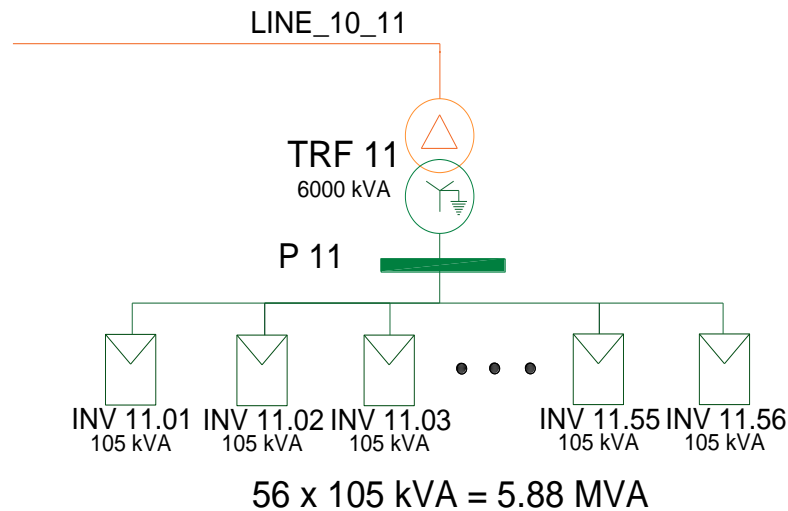 LINE_10_11
TRF 11
6000 kVA
P 11
INV 11.01 INV 11.02 INV 11.03 INV 11.55 INV 11.56
105 kVA 105 kVA 105 kVA 105 kVA 105 kVA
56 x 105 kVA = 5.88 MVA